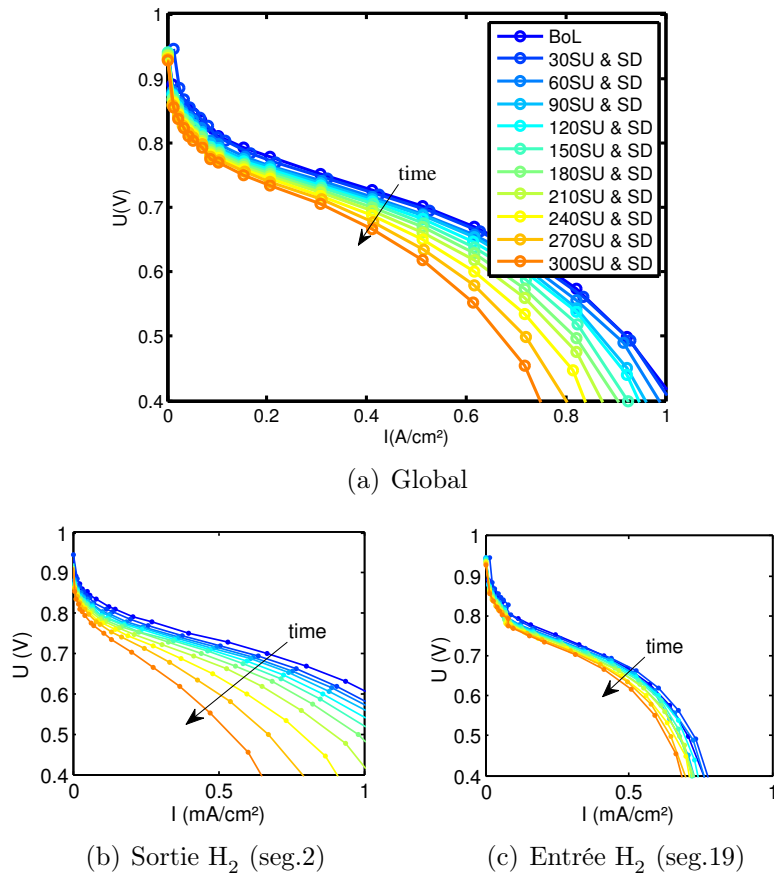 1
0.9
0.8
0.7
0.6
0.5
0.4
U(V)
0
0.2
0.4
0.6
0.8
1
I(A/cm²)
time
BoL
30SU & SD
60SU & SD
90SU & SD
120SU & SD
150SU & SD
180SU & SD
210SU & SD
240SU & SD
270SU & SD
300SU & SD
(a) Global
1
0.9
0.8
0.7
0.6
0.5
0.4
U (V)
0
0.5
1
I (mA/cm²)
time
(b) Sortie H₂ (seg.2)
1
0.9
0.8
0.7
0.6
0.5
0.4
U (V)
0
0.5
1
I (mA/cm²)
time
(c) Entrée H₂ (seg.19)